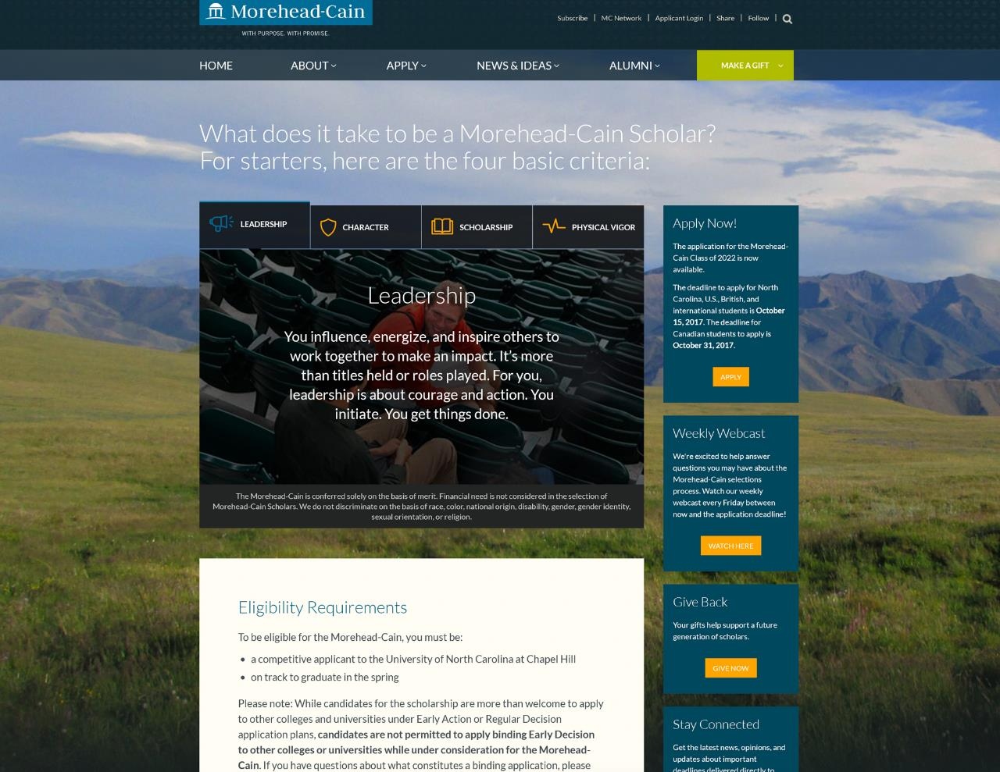 Morehead-Cain
WITH PURPOSE. WITH PROMISE.
Subscribe | MC Network | Applicant Login | Share | Follow |
HOME
ABOUT
APPLY
NEWS & IDEAS
ALUMNI
MAKE A GIFT
What does it take to be a Morehead-Cain Scholar?
For starters, here are the four basic criteria:
LEADERSHIP
CHARACTER
SCHOLARSHIP
PHYSICAL VIGOR
Leadership
You influence, energize, and inspire others to
work together to make an impact. It's more
than titles held or roles played. For you,
leadership is about courage and action. You
initiate. You get things done.
The Morehead-Cain is conferred solely on the basis of merit. Financial need is not considered in the selection of
Morehead-Cain Scholars. We do not discriminate on the basis of race, color, national origin, disability, gender, gender identity,
sexual orientation, or religion.
Eligibility Requirements
To be eligible for the Morehead-Cain, you must be:
• a competitive applicant to the University of North Carolina at Chapel Hill
• on track to graduate in the spring
Please note: While candidates for the scholarship are more than welcome to apply
to other colleges and universities under Early Action or Regular Decision
application plans, candidates are not permitted to apply binding Early Decision
to other colleges or universities while under consideration for the Morehead-
Cain. If you have questions about what constitutes a binding application, please
Apply Now!
The application for the Morehead-
Cain Class of 2022 is now
available.
The deadline to apply for North
Carolina, U.S., British, and
international students is October
15, 2017. The deadline for
Canadian students to apply is
October 31, 2017.
APPLY
Weekly Webcast
We're excited to help answer
questions you may have about the
Morehead-Cain selections
process. Watch our weekly
webcast every Friday between
now and the application deadline!
WATCH HERE
Give Back
Your gifts help support a future
generation of scholars.
GIVE NOW
Stay Connected
Get the latest news, opinions, and
updates about important
deadlines delivered directly to